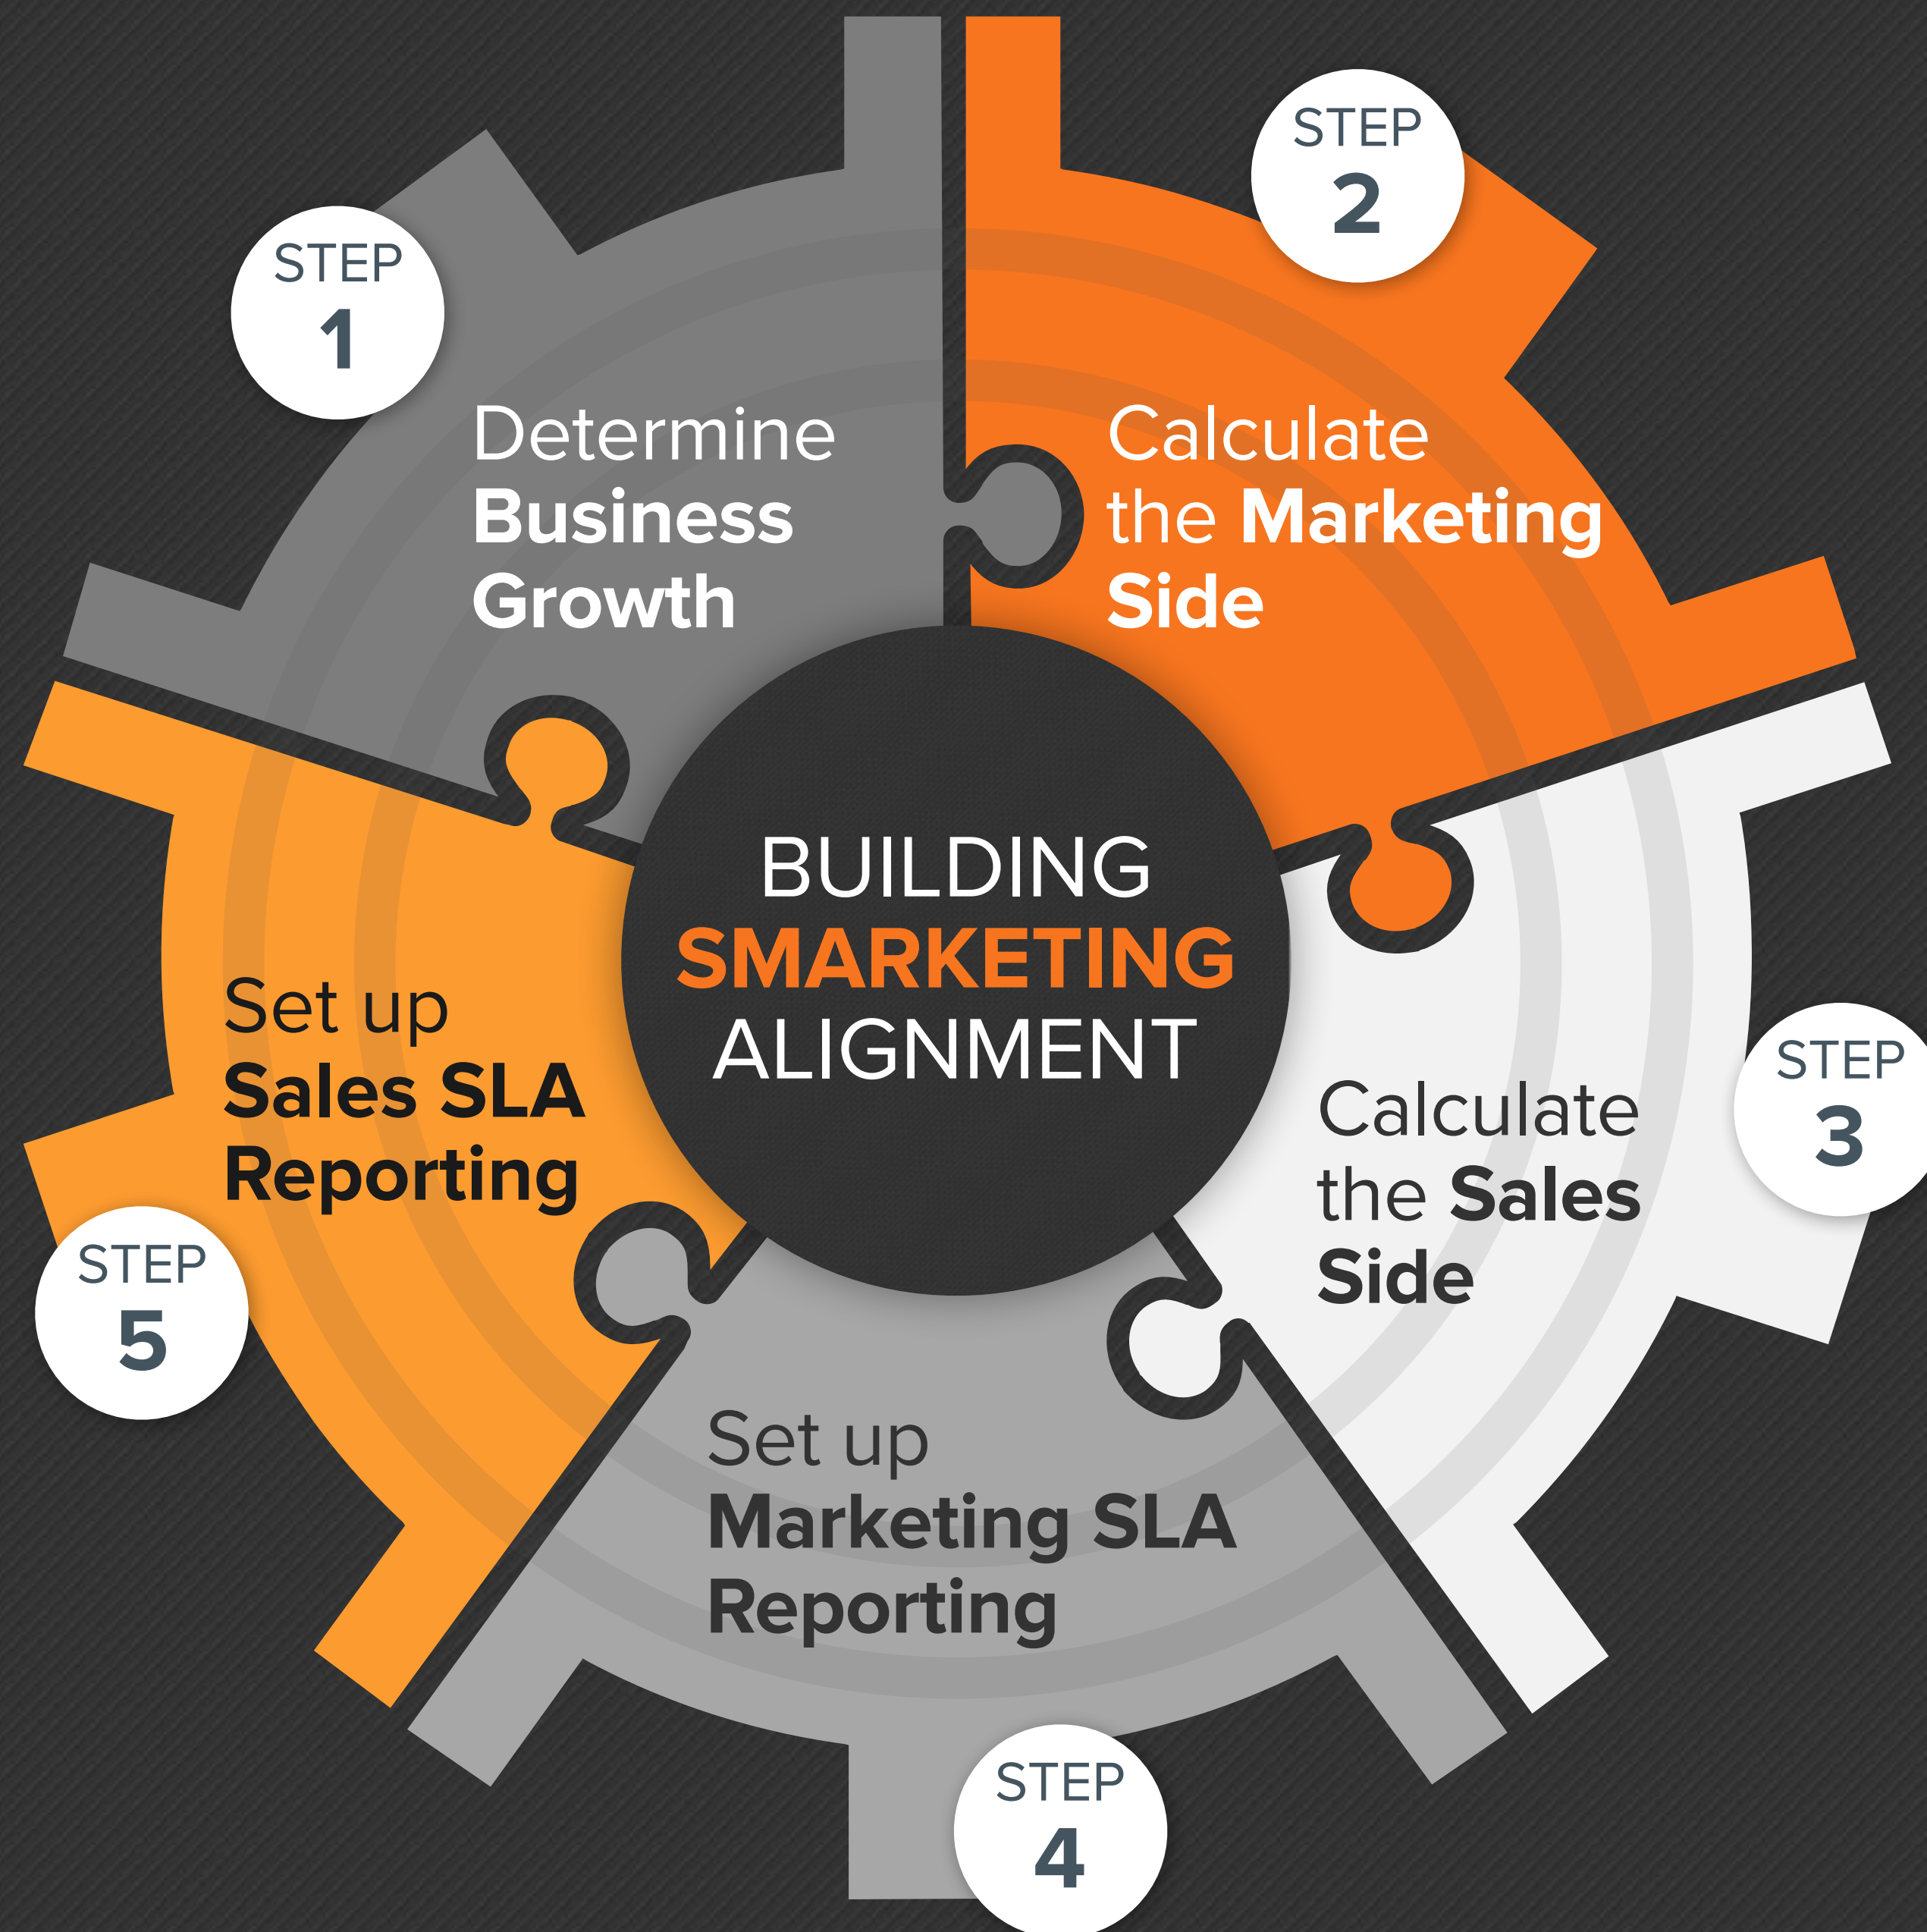 BUILDING
SMARKETING
ALIGNMENT
STEP
1
Determine
Business
Growth
STEP
2
Calculate
the Marketing
Side
STEP
3
Calculate
the Sales
Side
STEP
4
Set up
Marketing SLA
Reporting
STEP
5
Set up
Sales SLA
Reporting